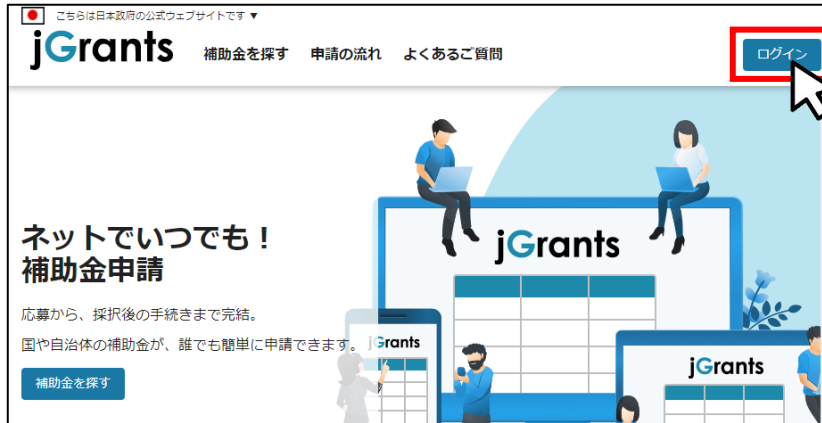 こちらは日本政府の公式ウェブサイトです ▼
jGrants 補助金を探す 申請の流れ よくあるご質問 ログイン
ネットでいつでも！
補助金申請
応募から、採択後の手続きまで完結。
国や自治体の補助金が、誰でも簡単に申請できます。
補助金を探す
jGrants
jGrants
jGrants